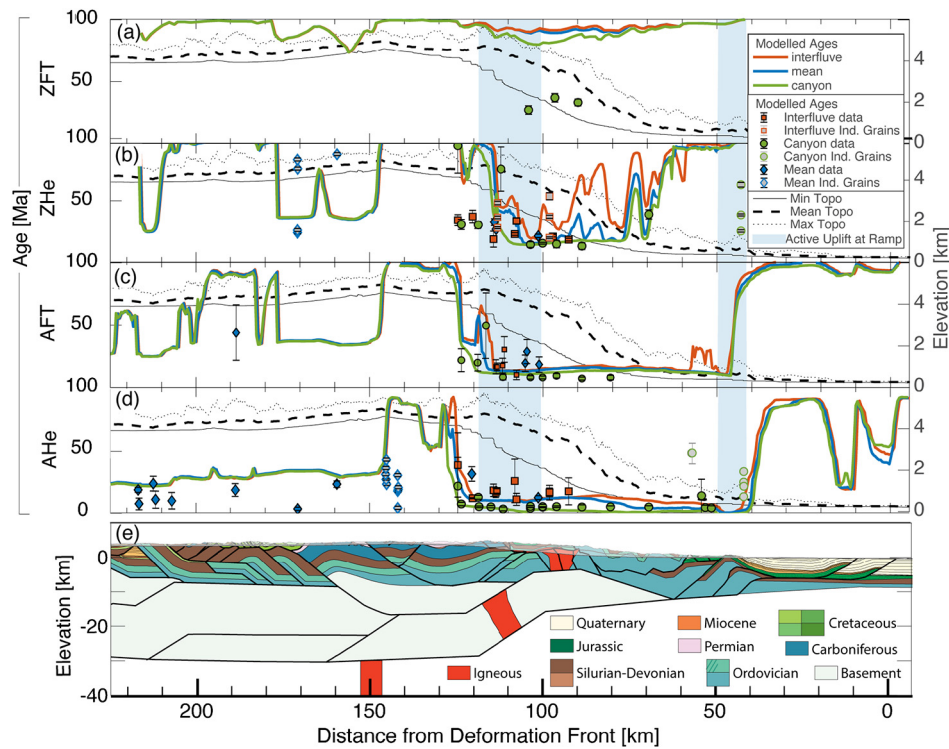 Age [Ma]
Elevation [km]
ZFT
100
50
100
(a)
4
2
0
Modelled Ages
interfluve
mean
canyon
Modelled Ages
Interfluve data
Interfluve Ind. Grains
Canyon data
Canyon Ind. Grains
Mean data
Mean Ind. Grains
Min Topo
Mean Topo
Max Topo
Active Uplift at Ramp
ZHe
50
100
(b)
0
4
2
0
AFT
50
100
(c)
4
2
0
AHe
50
0
(d)
4
2
0
(e)
Elevation [km]
0
-20
-40
Quaternary
Miocene
Cretaceous
Jurassic
Permian
Carboniferous
Igneous
Silurian-Devonian
Ordovician
Basement
200
150
100
50
0
Distance from Deformation Front [km]